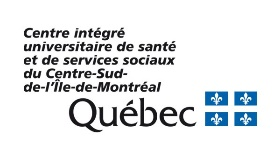 Centre intégré
universitaire de santé
et de services sociaux
du Centre-Sud-
de-l'Île-de-Montréal
Québec